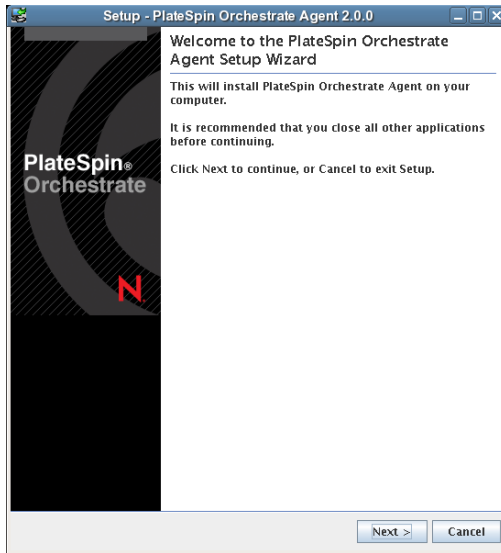 Setup - PlateSpin Orchestrate Agent 2.0.0
Welcome to the PlateSpin Orchestrate
Agent Setup Wizard
This will install PlateSpin Orchestrate Agent on your
computer.
It is recommended that you close all other applications
before continuing.
Click Next to continue, or Cancel to exit Setup.
PlateSpin®
Orchestrate
N
Next >
Cancel